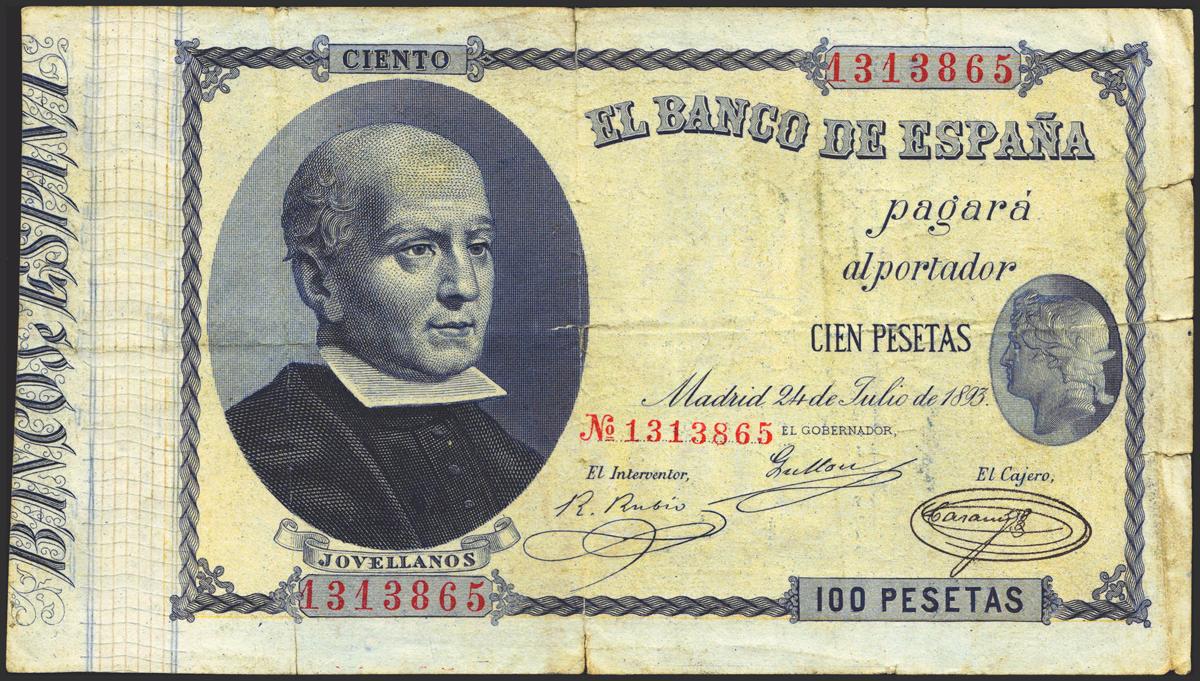 BANCO de ESPAÑA
CIENTO
1313865
EL BANCO DE ESPAÑA
pagará
al portador
CIEN PESETAS
Madrid 24 de Julio de 1893.
No 1313865
EL GOBERNADOR,
Gullon
El Interventor,
R. Rubio
El Cajero,
JOVELLANOS
1313865
100 PESETAS